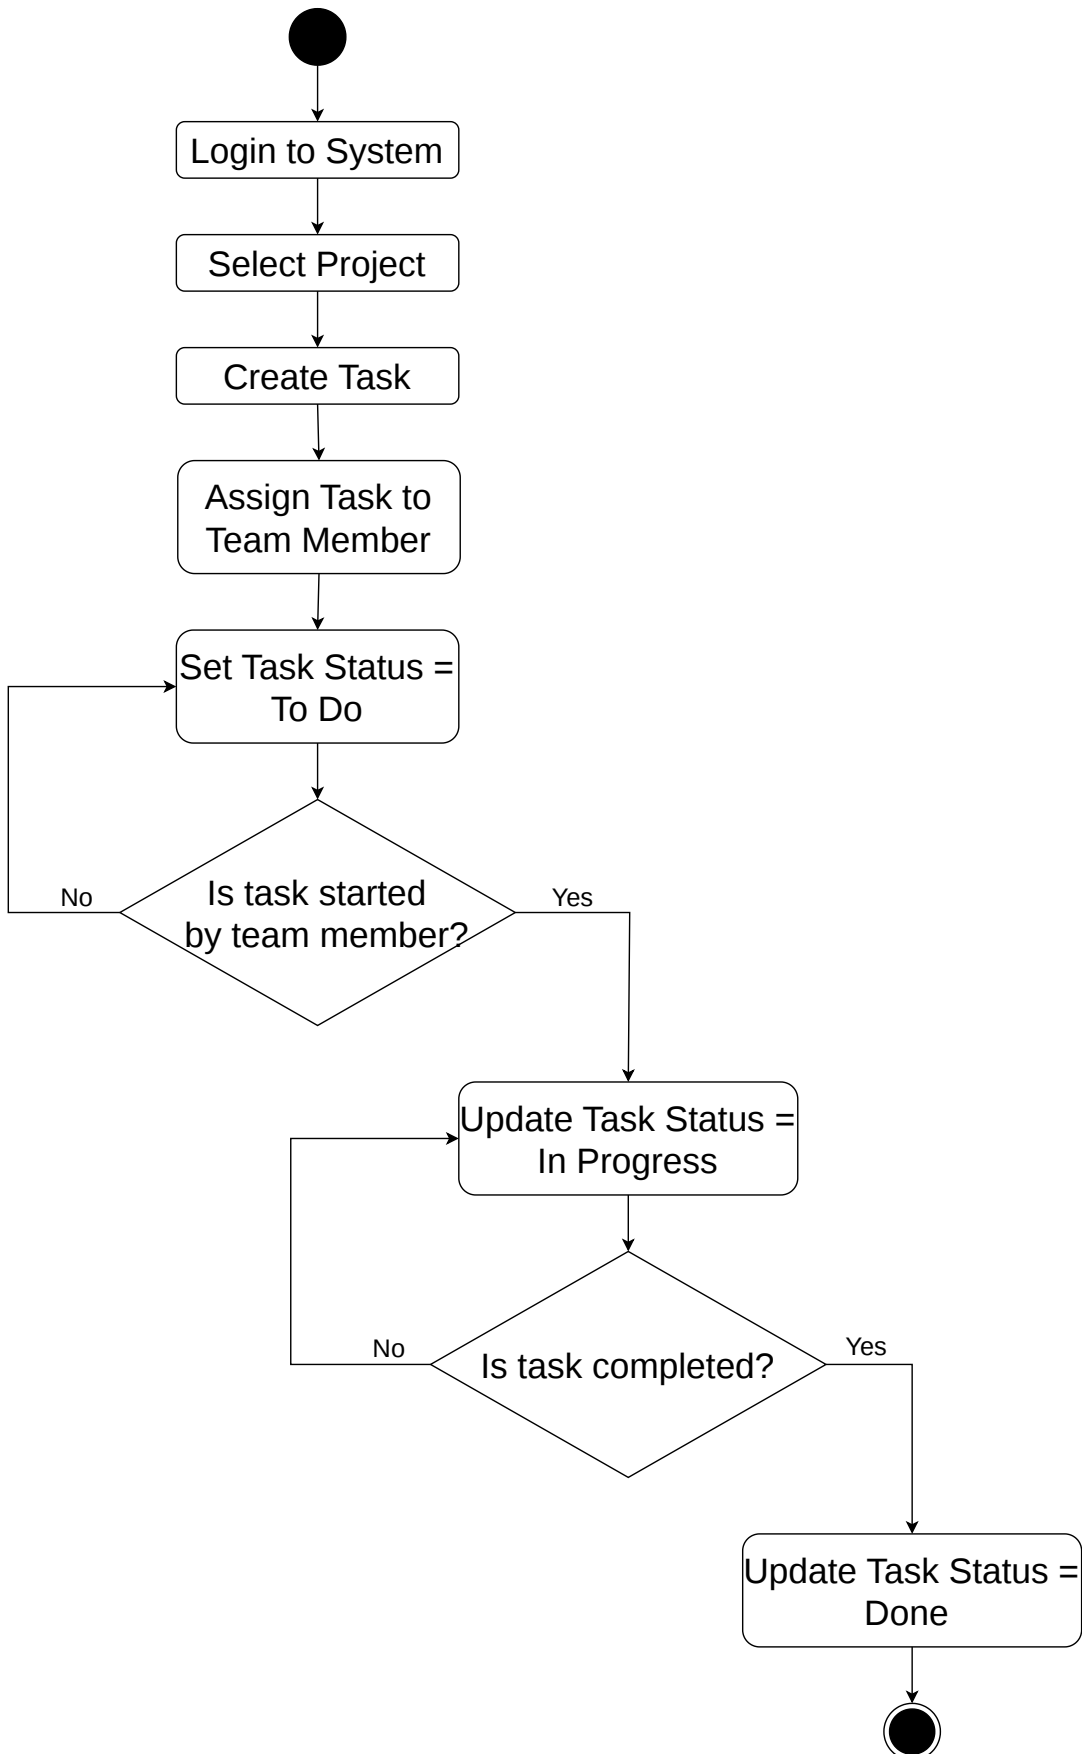 Login to System
Select Project
Create Task
Assign Task to
Team Member
Set Task Status =
To Do
Is task started
by team member?
No
Yes
Update Task Status =
In Progress
Is task completed?
No
Yes
Update Task Status =
Done